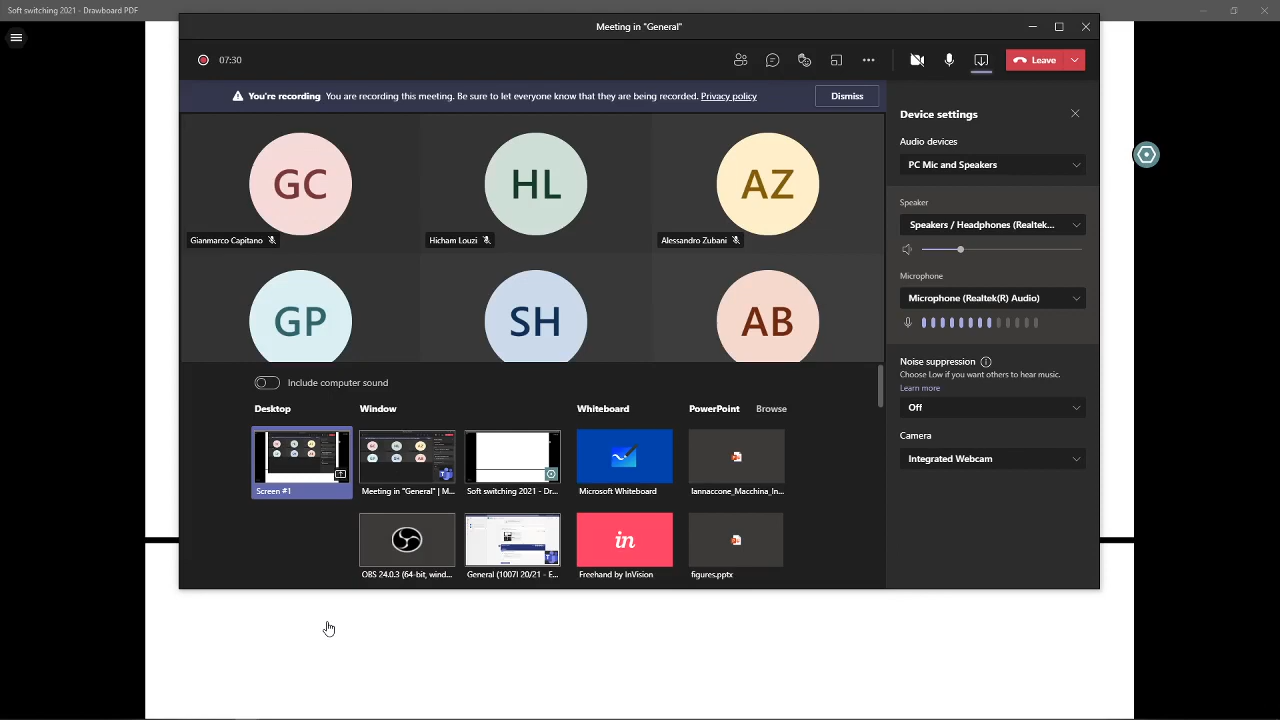 Soft switching 2021 - Drawboard PDF
Meeting in "General"
07:30
Leave
You're recording You are recording this meeting. Be sure to let everyone know that they are being recorded. Privacy policy
Dismiss
GC
HL
AZ
Gianmarco Capitano
Hicham Louzi
Alessandro Zubani
GP
SH
AB
Include computer sound
Desktop
Window
Whiteboard
PowerPoint
Browse
Screen #1
Meeting in "General" | M...
Soft switching 2021 - Dr...
Microsoft Whiteboard
Iannaccone_Macchina_In...
in
OBS 24.0.3 (64-bit, wind...
General (1007I 20/21 - E...
Freehand by InVision
figures.pptx
Device settings
Audio devices
PC Mic and Speakers
Speaker
Speakers / Headphones (Realtek...
Microphone
Microphone (Realtek(R) Audio)
Noise suppression
Choose Low if you want others to hear music.
Learn more
Off
Camera
Integrated Webcam